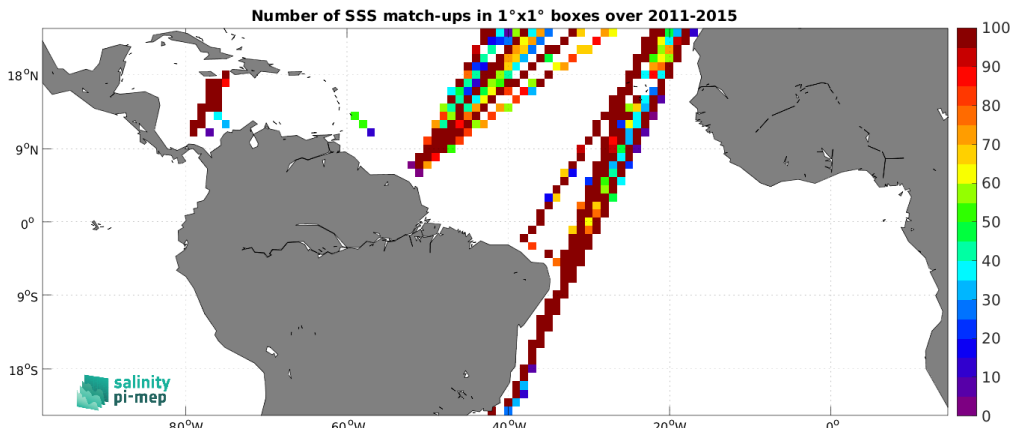 Number of SSS match-ups in 1°x1° boxes over 2011-2015
100
90
80
70
60
50
40
30
20
10
0
18°N
9°N
0°
9°S
18°S
80°W
60°W
40°W
20°W
0°
salinity
pi-mep